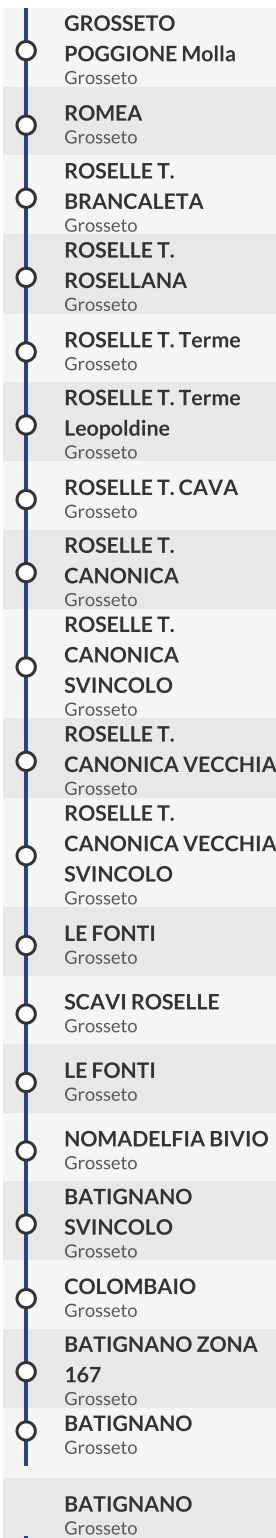 GROSSETO
POGGIONE Molla
Grosseto
ROMEA
Grosseto
ROSELLE T.
BRANCALETA
Grosseto
ROSELLE T.
ROSELLANA
Grosseto
ROSELLE T. Terme
Grosseto
ROSELLE T. Terme
Leopoldine
Grosseto
ROSELLE T. CAVA
Grosseto
ROSELLE T.
CANONICA
Grosseto
ROSELLE T.
CANONICA
SVINCOLO
Grosseto
ROSELLE T.
CANONICA VECCHIA
Grosseto
ROSELLE T.
CANONICA VECCHIA
SVINCOLO
Grosseto
LE FONTI
Grosseto
SCAVI ROSELLE
Grosseto
LE FONTI
Grosseto
NOMADELFIA BIVIO
Grosseto
BATIGNANO
SVINCOLO
Grosseto
COLOMBAIO
Grosseto
BATIGNANO ZONA
167
Grosseto
BATIGNANO
Grosseto
BATIGNANO
Grosseto